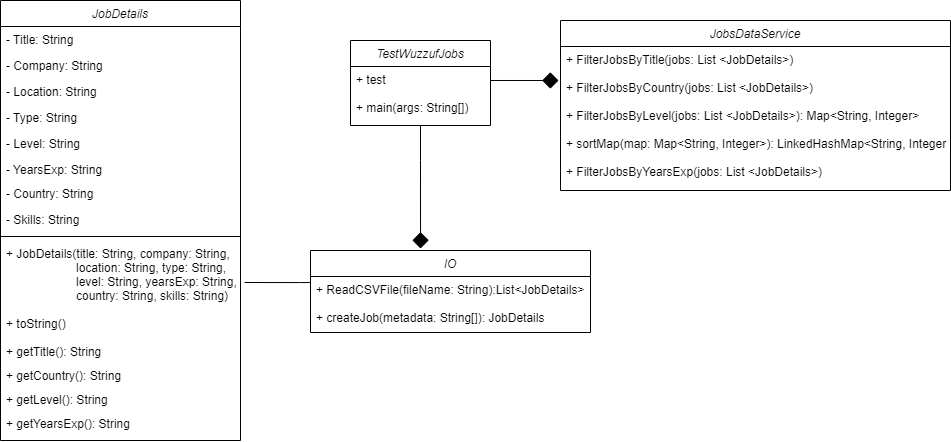 JobDetails
- Title: String
- Company: String
- Location: String
- Type: String
- Level: String
- YearsExp: String
- Country: String
- Skills: String
+ JobDetails(title: String, company: String,
location: String, type: String,
level: String, yearsExp: String,
country: String, skills: String)
+ toString()
+ getTitle(): String
+ getCountry(): String
+ getLevel(): String
+ getYearsExp(): String
TestWuzzufJobs
+ test
+ main(args: String[])
IO
+ ReadCSVFile(fileName: String):List<JobDetails>
+ createJob(metadata: String[]): JobDetails
JobsDataService
+ FilterJobsByTitle(jobs: List <JobDetails>)
+ FilterJobsByCountry(jobs: List <JobDetails>)
+ FilterJobsByLevel(jobs: List <JobDetails>): Map<String, Integer>
+ sortMap(map: Map<String, Integer>): LinkedHashMap<String, Integer
+ FilterJobsByYearsExp(jobs: List <JobDetails>)